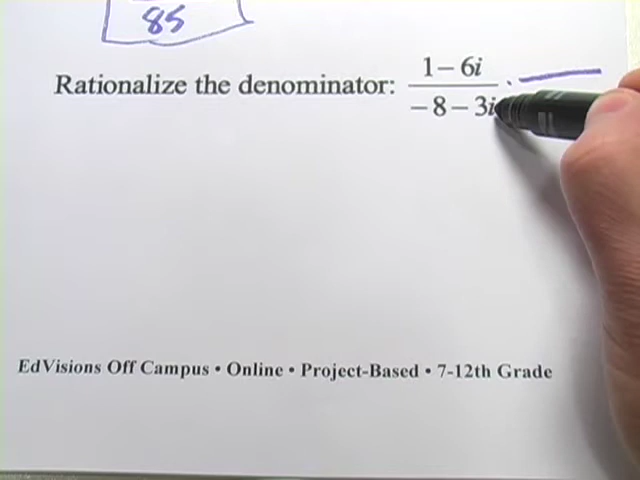 85
Rationalize the denominator: 1 – 6i / – 8 – 3i ·
EdVisions Off Campus • Online • Project-Based • 7-12th Grade